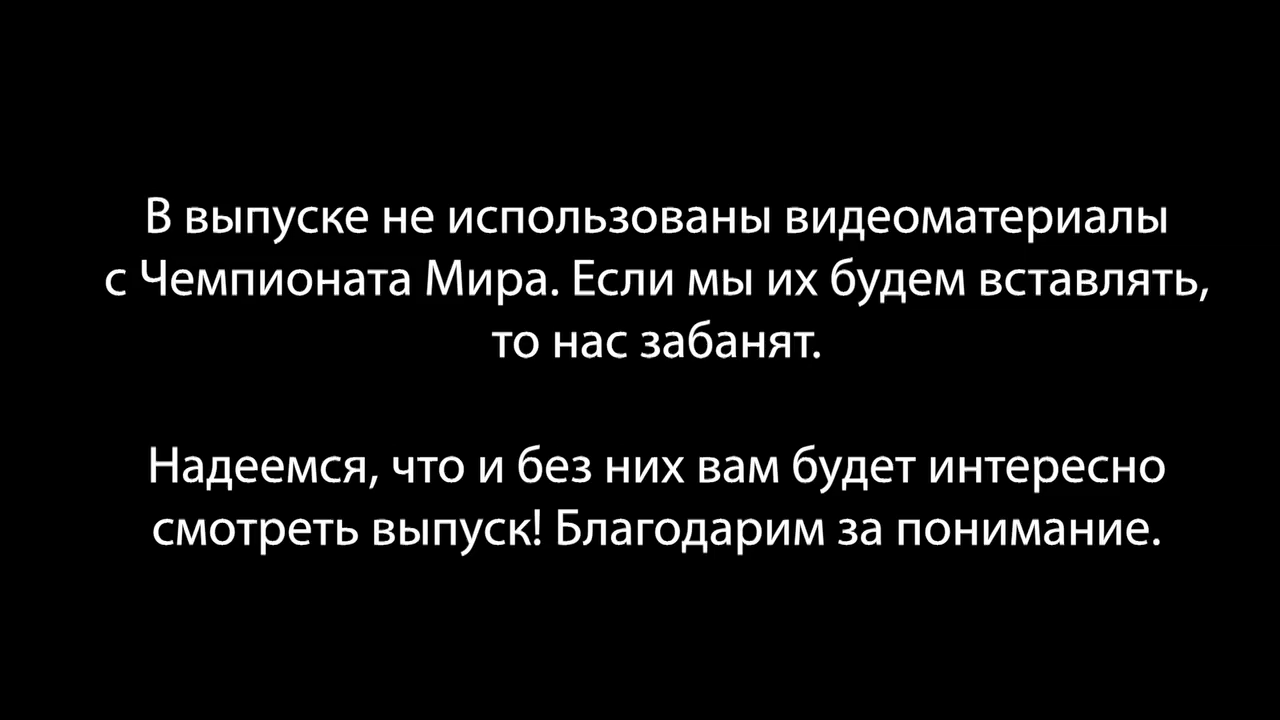 В выпуске не использованы видеоматериалы
с Чемпионата Мира. Если мы их будем вставлять,
то нас забанят.
Надеемся, что и без них вам будет интересно
смотреть выпуск! Благодарим за понимание.